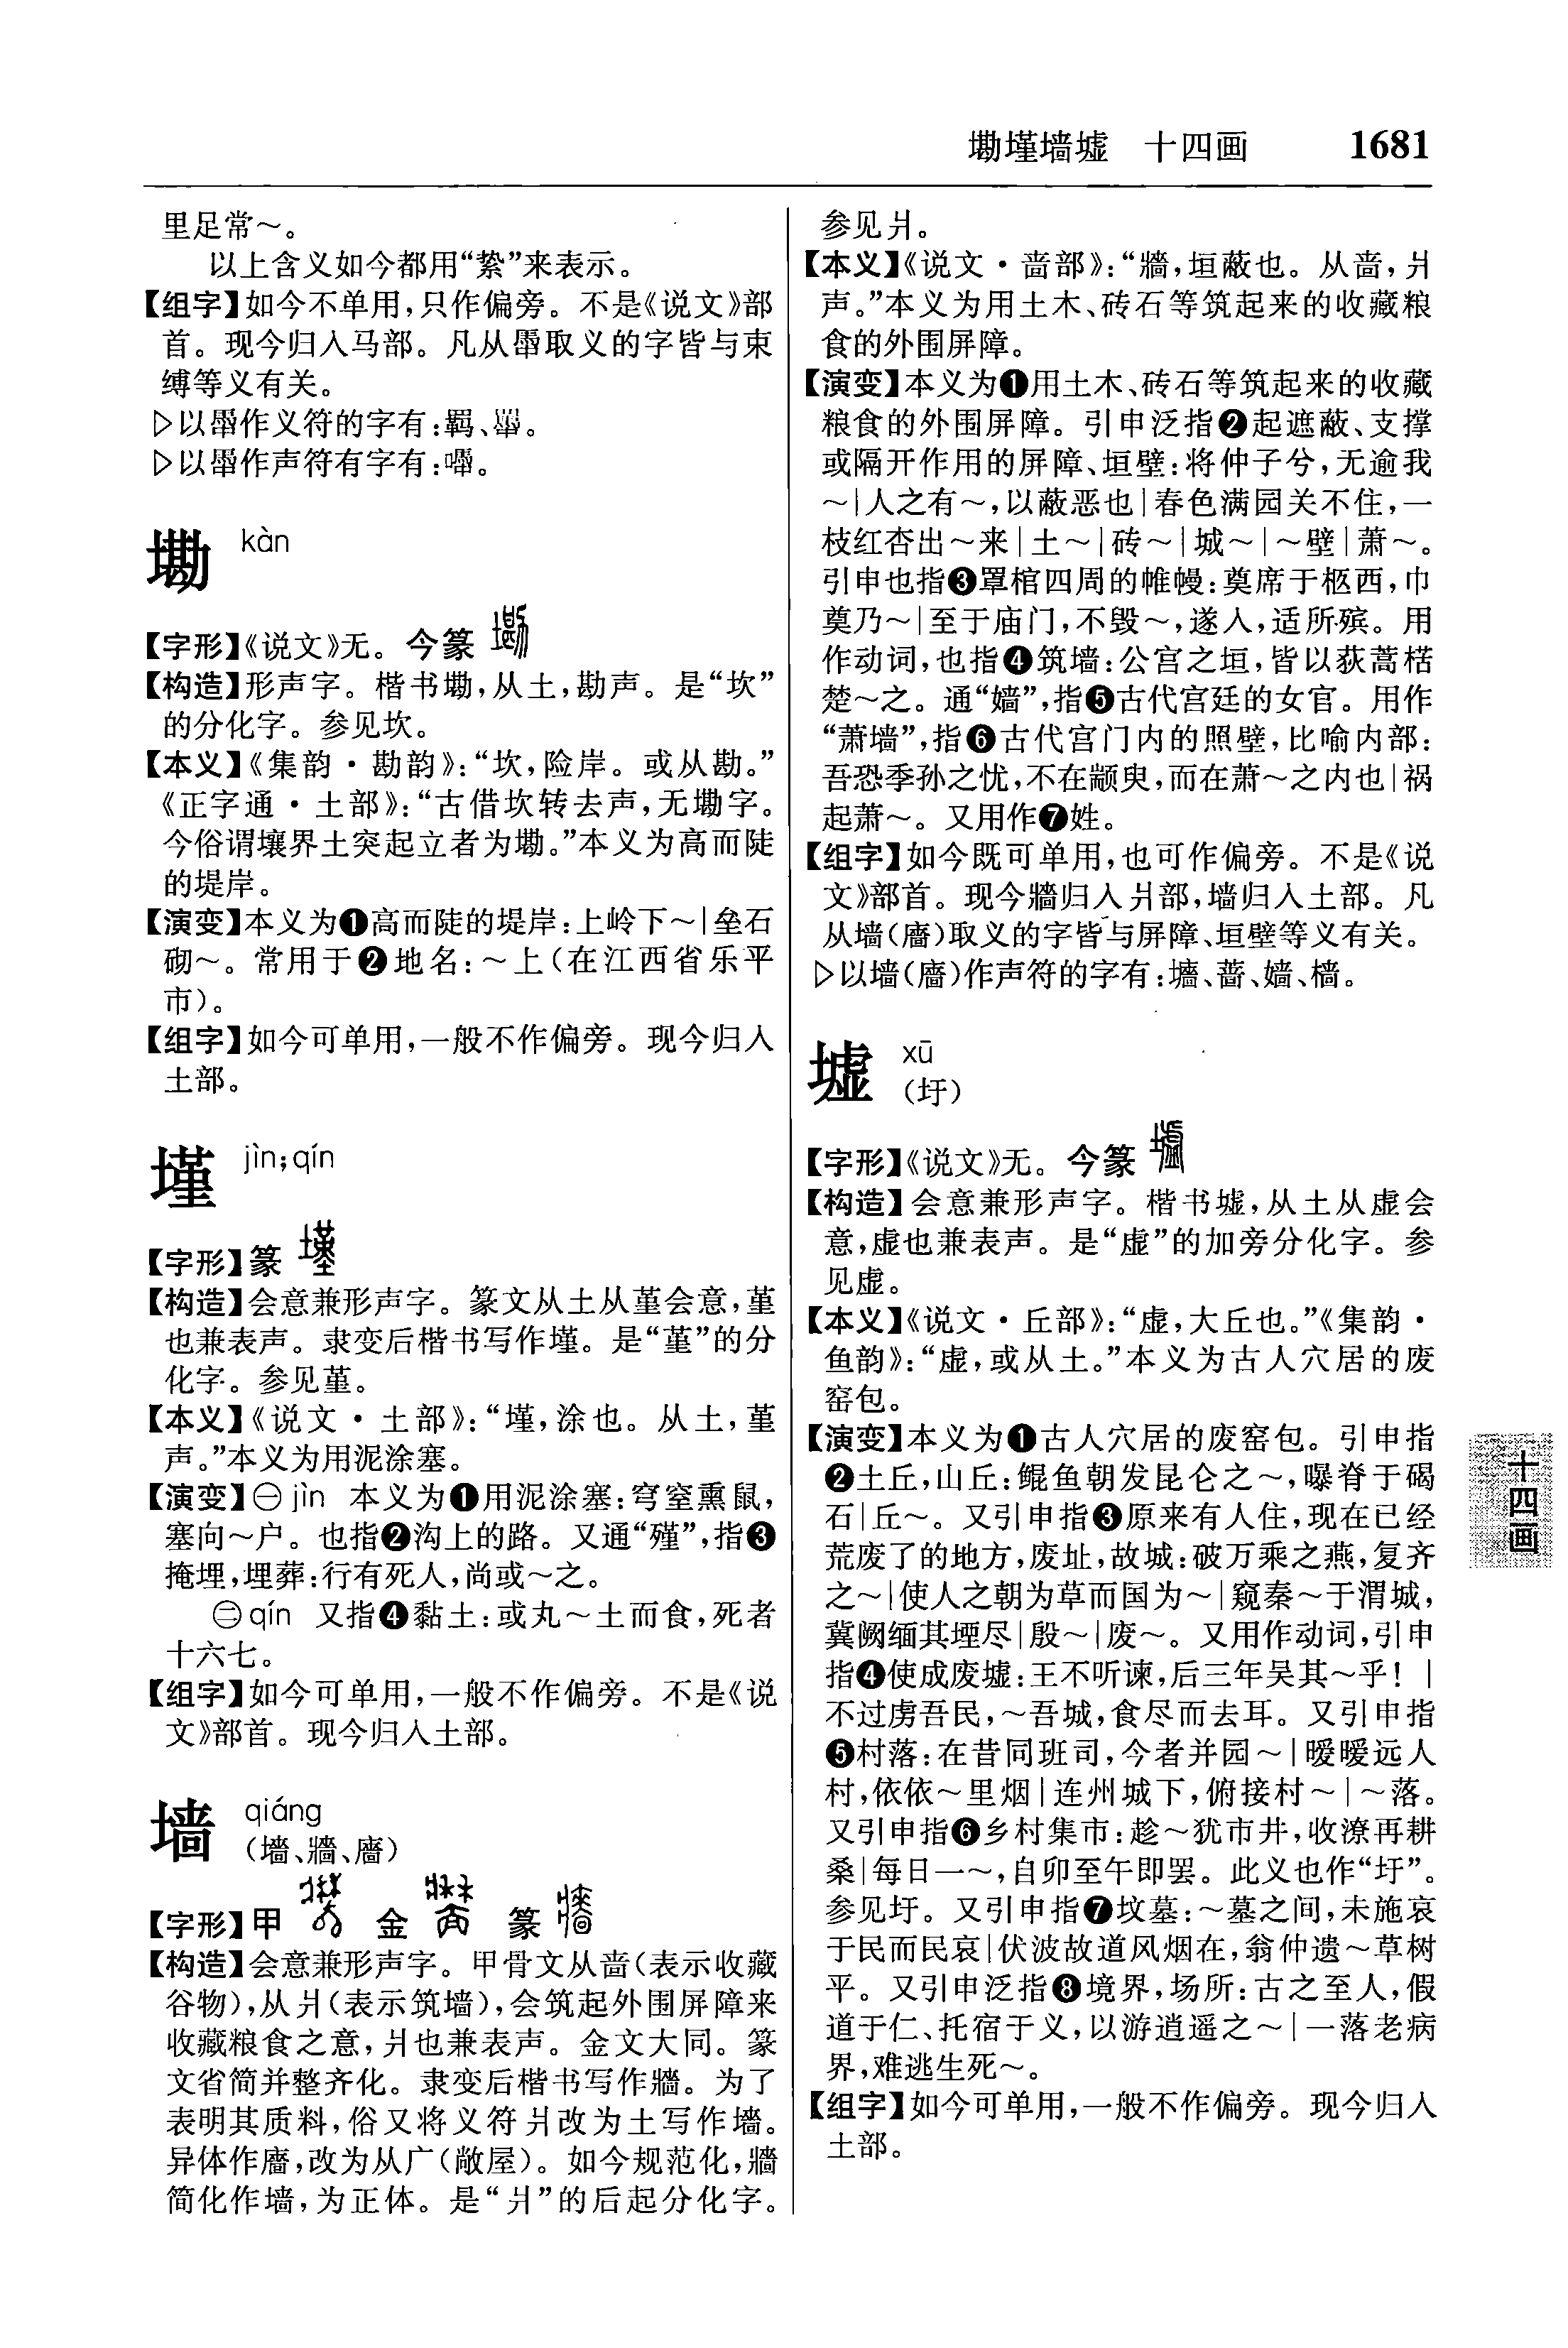 墈墐墙墟　十四画　1681
里足常～。
以上含义如今都用“絷”来表示。
【组字】如今不单用，只作偏旁。不是《说文》部
首。现今归入马部。凡从馽取义的字皆与束
缚等义有关。
▷以馽作义符的字有：羁、
▷以馽作声符有字有：
墈 kàn
【字形】《说文》无。今篆
【构造】形声字。楷书墈，从土，勘声。是“坎”
的分化字。参见坎。
【本义】《集韵·勘韵》：“坎，险岸。或从勘。”
《正字通·土部》：“古借坎转去声，无墈字。
今俗谓壤界土突起立者为墈。”本义为高而陡
的堤岸。
【演变】本义为❶高而陡的堤岸：上岭下～|垒石
砌～。常用于❷地名：～上（在江西省乐平
市）。
【组字】如今可单用，一般不作偏旁。现今归入
土部。
墐 jìn；qín
【字形】篆
【构造】会意兼形声字。篆文从土从堇会意，堇
也兼表声。隶变后楷书写作墐。是“堇”的分
化字。参见堇。
【本义】《说文·土部》：“墐，涂也。从土，堇
声。”本义为用泥涂塞。
【演变】㊀jìn　本义为❶用泥涂塞：穹窒熏鼠，
塞向～户。也指❷沟上的路。又通“殣”，指❸
掩埋，埋葬：行有死人，尚或～之。
㊁qín　又指❹黏土：或丸～土而食，死者
十六七。
【组字】如今可单用，一般不作偏旁。不是《说
文》部首。现今归入土部。
墙 qiáng
（墻、牆、廧）
【字形】甲　金　篆
【构造】会意兼形声字。甲骨文从啬（表示收藏
谷物），从爿（表示筑墙），会筑起外围屏障来
收藏粮食之意，爿也兼表声。金文大同。篆
文省简并整齐化。隶变后楷书写作牆。为了
表明其质料，俗又将义符爿改为土写作墻。
异体作廧，改为从广（敞屋）。如今规范化，牆
简化作墙，为正体。是“爿”的后起分化字。
参见爿。
【本义】《说文·啬部》：“牆，垣蔽也。从啬，爿
声。”本义为用土木、砖石等筑起来的收藏粮
食的外围屏障。
【演变】本义为❶用土木、砖石等筑起来的收藏
粮食的外围屏障。引申泛指❷起遮蔽、支撑
或隔开作用的屏障、垣壁：将仲子兮，无逾我
～|人之有～，以蔽恶也|春色满园关不住，一
枝红杏出～来|土～|砖～|城～|～壁|萧～。
引申也指❸罩棺四周的帷幔：奠席于柩西，巾
奠乃～|至于庙门，不毁～，遂入，适所殡。用
作动词，也指❹筑墙：公宫之垣，皆以荻蒿楛
楚～之。通“嫱”，指❺古代宫廷的女官。用作
“萧墙”，指❻古代宫门内的照壁，比喻内部：
吾恐季孙之忧，不在颛臾，而在萧～之内也|祸
起萧～。又用作❼姓。
【组字】如今既可单用，也可作偏旁。不是《说
文》部首。现今牆归入爿部，墙归入土部。凡
从墙（廧）取义的字皆与屏障、垣壁等义有关。
▷以墙（廧）作声符的字有：墻、蔷、嫱、樯。
墟 xū
（圩）
【字形】《说文》无。今篆
【构造】会意兼形声字。楷书墟，从土从虚会
意，虚也兼表声。是“虚”的加旁分化字。参
见虚。
【本义】《说文·丘部》：“虚，大丘也。”《集韵·
鱼韵》：“虚，或从土。”本义为古人穴居的废
窑包。
【演变】本义为❶古人穴居的废窑包。引申指
❷土丘，山丘：鲲鱼朝发昆仑之～，曝脊于碣
石|丘～。又引申指❸原来有人住，现在已经
荒废了的地方，废址，故城：破万乘之燕，复齐
之～|使人之朝为草而国为～|窥秦～于渭城，
冀阙缅其堙尽|殷～|废～。又用作动词，引申
指❹使成废墟：王不听谏，后三年吴其～乎！|
不过虏吾民，～吾城，食尽而去耳。又引申指
❺村落：在昔同班司，今者并园～|暧暧远人
村，依依～里烟|连州城下，俯接村～|～落。
又引申指❻乡村集市：趁～犹市井，收潦再耕
桑|每日一～，自卯至午即罢。此义也作“圩”。
参见圩。又引申指❼坟墓：～墓之间，未施哀
于民而民哀|伏波故道风烟在，翁仲遗～草树
平。又引申泛指❽境界，场所：古之至人，假
道于仁、托宿于义，以游逍遥之～|一落老病
界，难逃生死～。
【组字】如今可单用，一般不作偏旁。现今归入
土部。
十四画